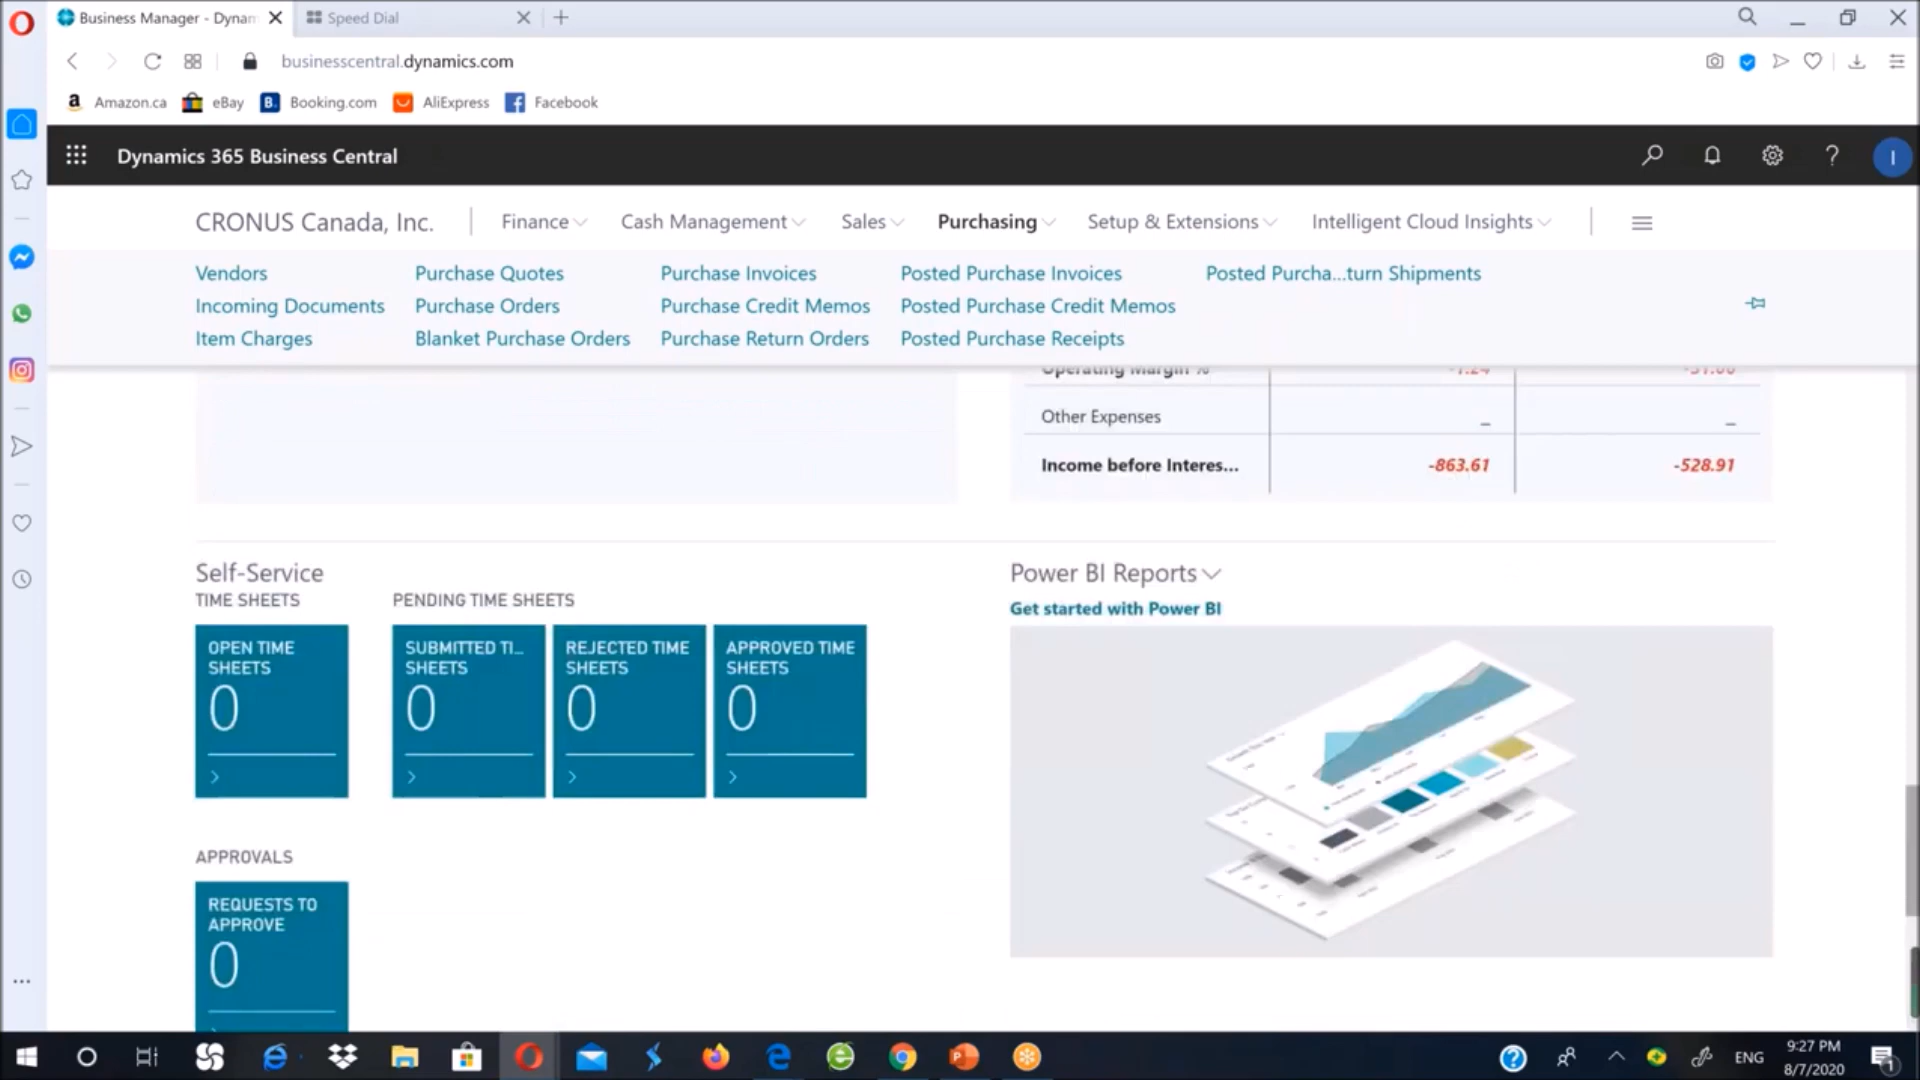 Business Manager - Dynam
Speed Dial
businesscentral.dynamics.com
Amazon.ca
eBay
B. Booking.com
AliExpress
Facebook
Dynamics 365 Business Central
I
CRONUS Canada, Inc.
Finance
Cash Management
Sales
Purchasing
Setup & Extensions
Intelligent Cloud Insights
Vendors
Purchase Quotes
Purchase Invoices
Posted Purchase Invoices
Posted Purcha...turn Shipments
Incoming Documents
Purchase Orders
Purchase Credit Memos
Posted Purchase Credit Memos
Item Charges
Blanket Purchase Orders
Purchase Return Orders
Posted Purchase Receipts
Operating Margin %
-1.24
Other Expenses
_
_
Income before Interes...
-863.61
-528.91
Self-Service
TIME SHEETS
PENDING TIME SHEETS
OPEN TIME
SHEETS
0
SUBMITTED TI...
SHEETS
0
REJECTED TIME
SHEETS
0
APPROVED TIME
SHEETS
0
Power BI Reports
Get started with Power BI
APPROVALS
REQUESTS TO
APPROVE
0
ENG
9:27 PM
8/7/2020
1